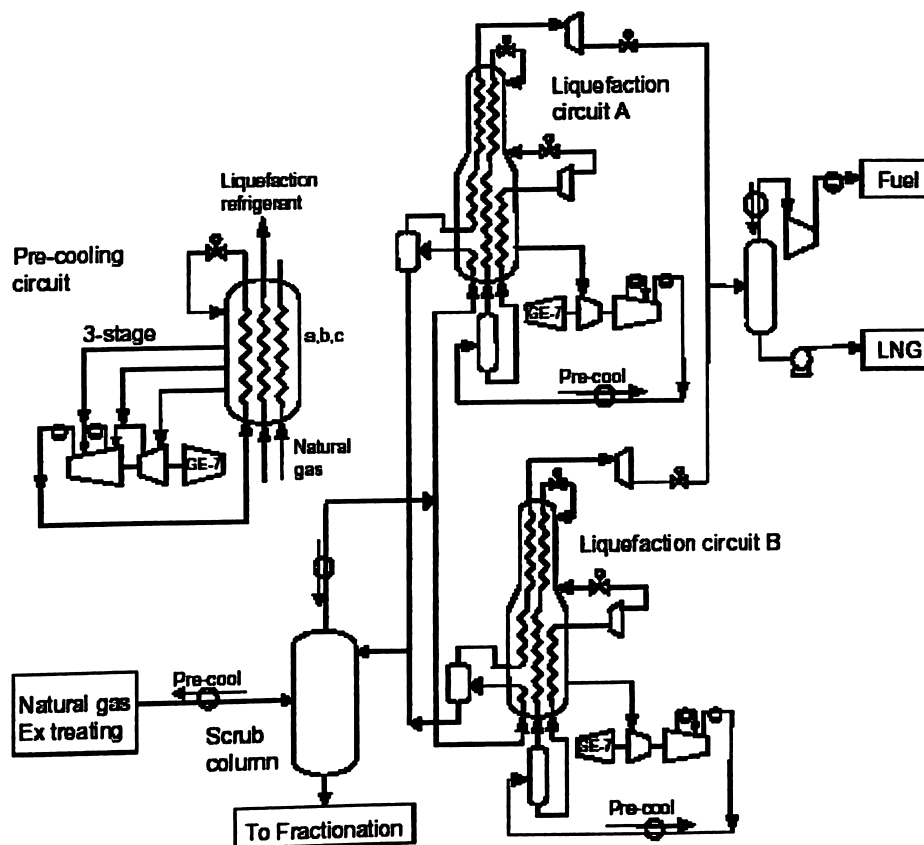 Liquefaction
circuit A
Liquefaction
refrigerant
Fuel
Pre-cooling
circuit
3-stage
a,b,c
GE-7
LNG
Pre-cool
GE-7
Natural
gas
Liquefaction circuit B
Pre-cool
Natural gas
Ex treating
Scrub
column
GE-7
Pre-cool
To Fractionation